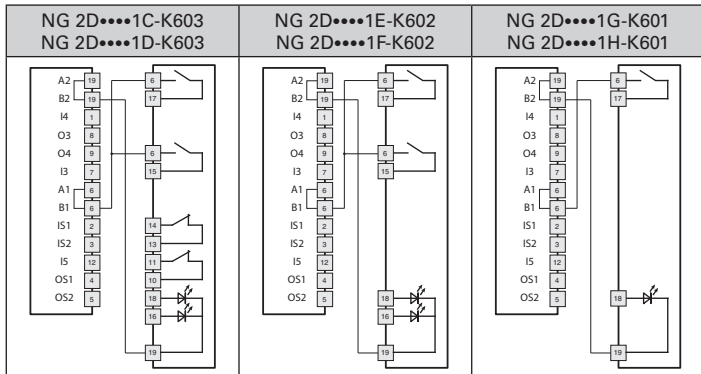 NG 2D••••1C-K603
NG 2D••••1D-K603
NG 2D••••1E-K602
NG 2D••••1F-K602
NG 2D••••1G-K601
NG 2D••••1H-K601
A2 19 6
B2 19 17
I4 1
O3 8
O4 9 6
I3 7 15
A1 6
B1 6
IS1 2 14
IS2 3 13
I5 12 11
OS1 4 10
OS2 5 18
16
19
A2 19 6
B2 19 17
I4 1
O3 8
O4 9 6
I3 7 15
A1 6
B1 6
IS1 2
IS2 3
I5 12
OS1 4
OS2 5 18
16
19
A2 19 6
B2 19 17
I4 1
O3 8
O4 9
I3 7
A1 6
B1 6
IS1 2
IS2 3
I5 12
OS1 4
OS2 5 18
19